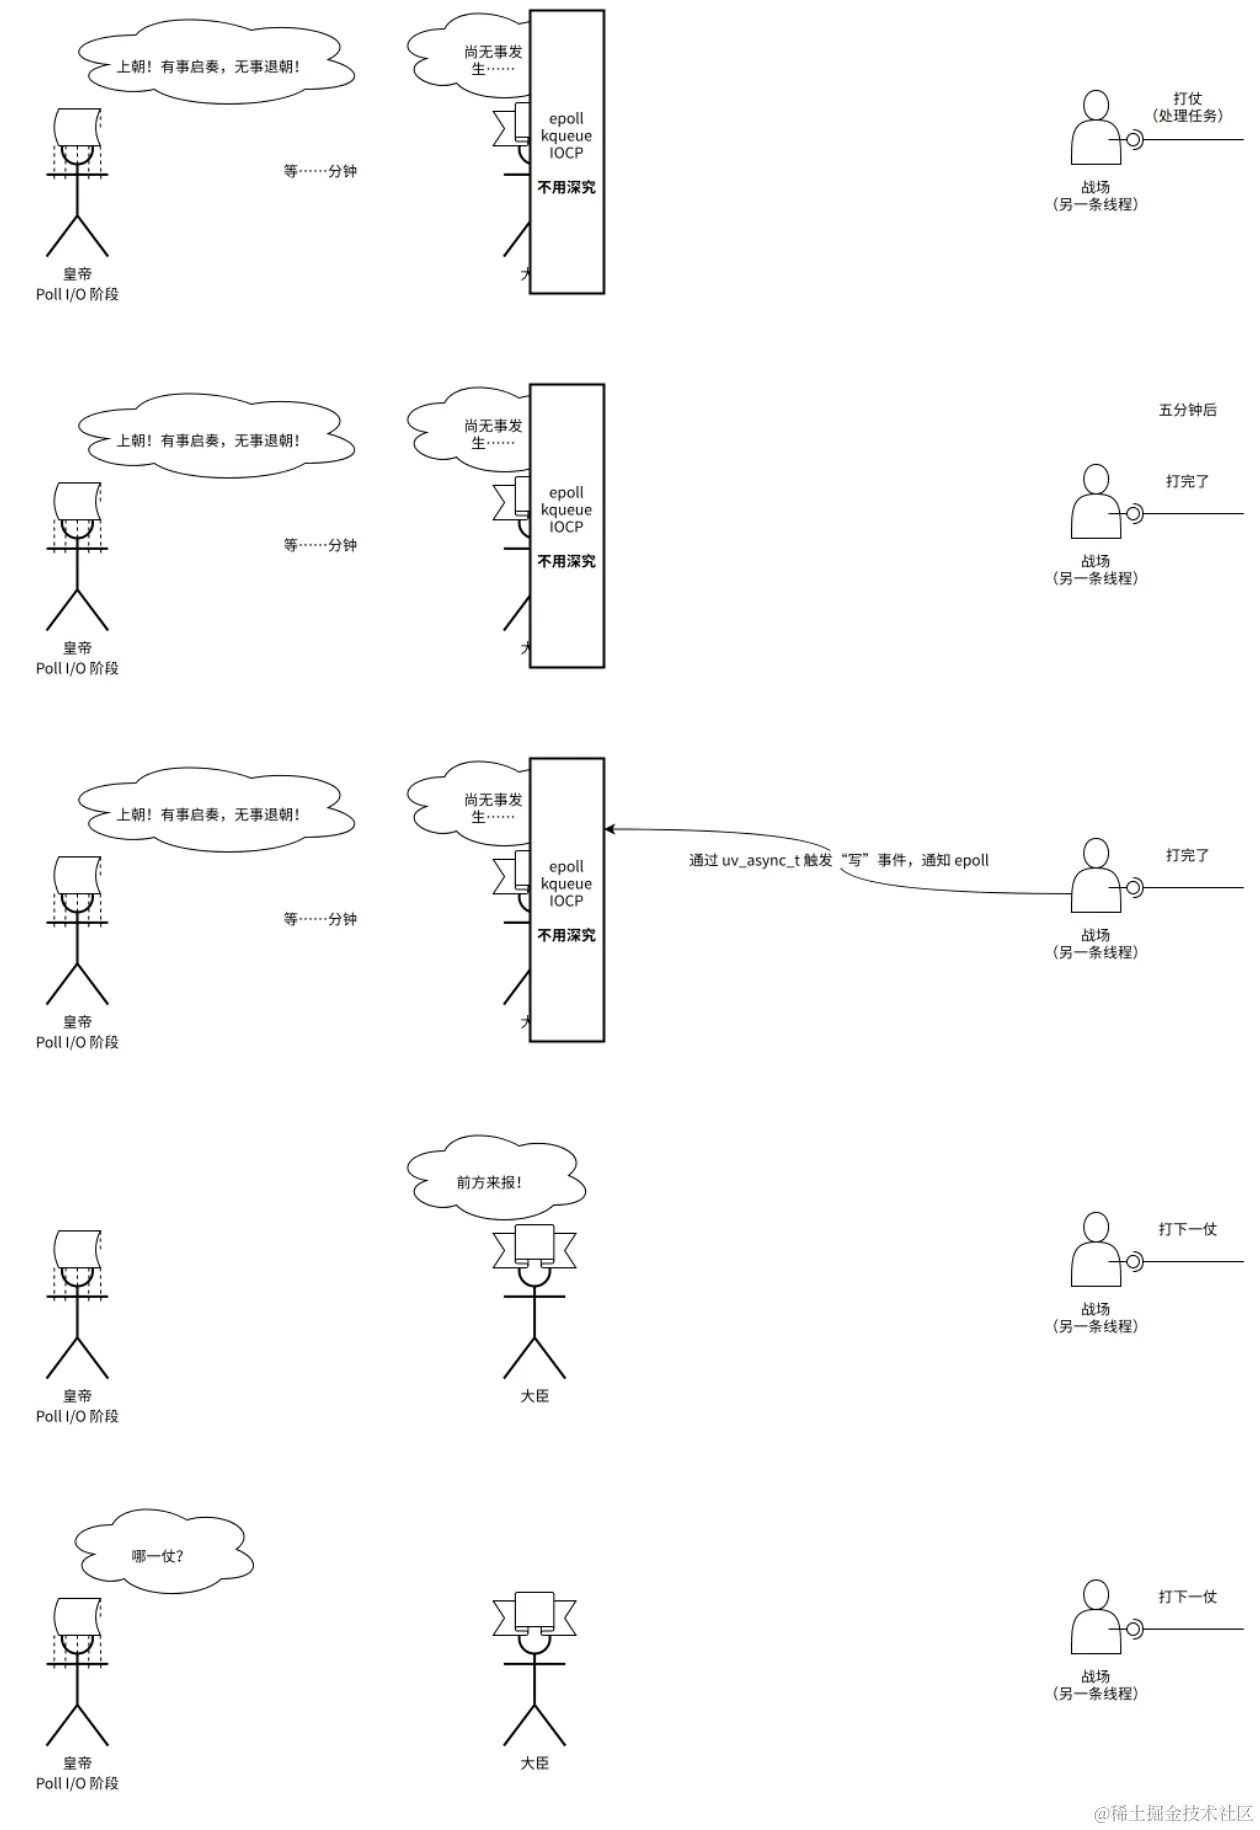 上朝！有事启奏，无事退朝！
尚无事发
生……
epoll
kqueue
IOCP
不用深究
打仗
（处理任务）
等……分钟
战场
（另一条线程）
皇帝
Poll I/O 阶段
五分钟后
上朝！有事启奏，无事退朝！
尚无事发
生……
epoll
kqueue
IOCP
不用深究
打完了
等……分钟
战场
（另一条线程）
皇帝
Poll I/O 阶段
上朝！有事启奏，无事退朝！
尚无事发
生……
epoll
kqueue
IOCP
不用深究
通过 uv_async_t 触发“写”事件，通知 epoll
打完了
等……分钟
战场
（另一条线程）
皇帝
Poll I/O 阶段
前方来报！
打下一仗
战场
（另一条线程）
皇帝
Poll I/O 阶段
大臣
哪一仗？
打下一仗
战场
（另一条线程）
皇帝
Poll I/O 阶段
大臣
@稀土掘金技术社区